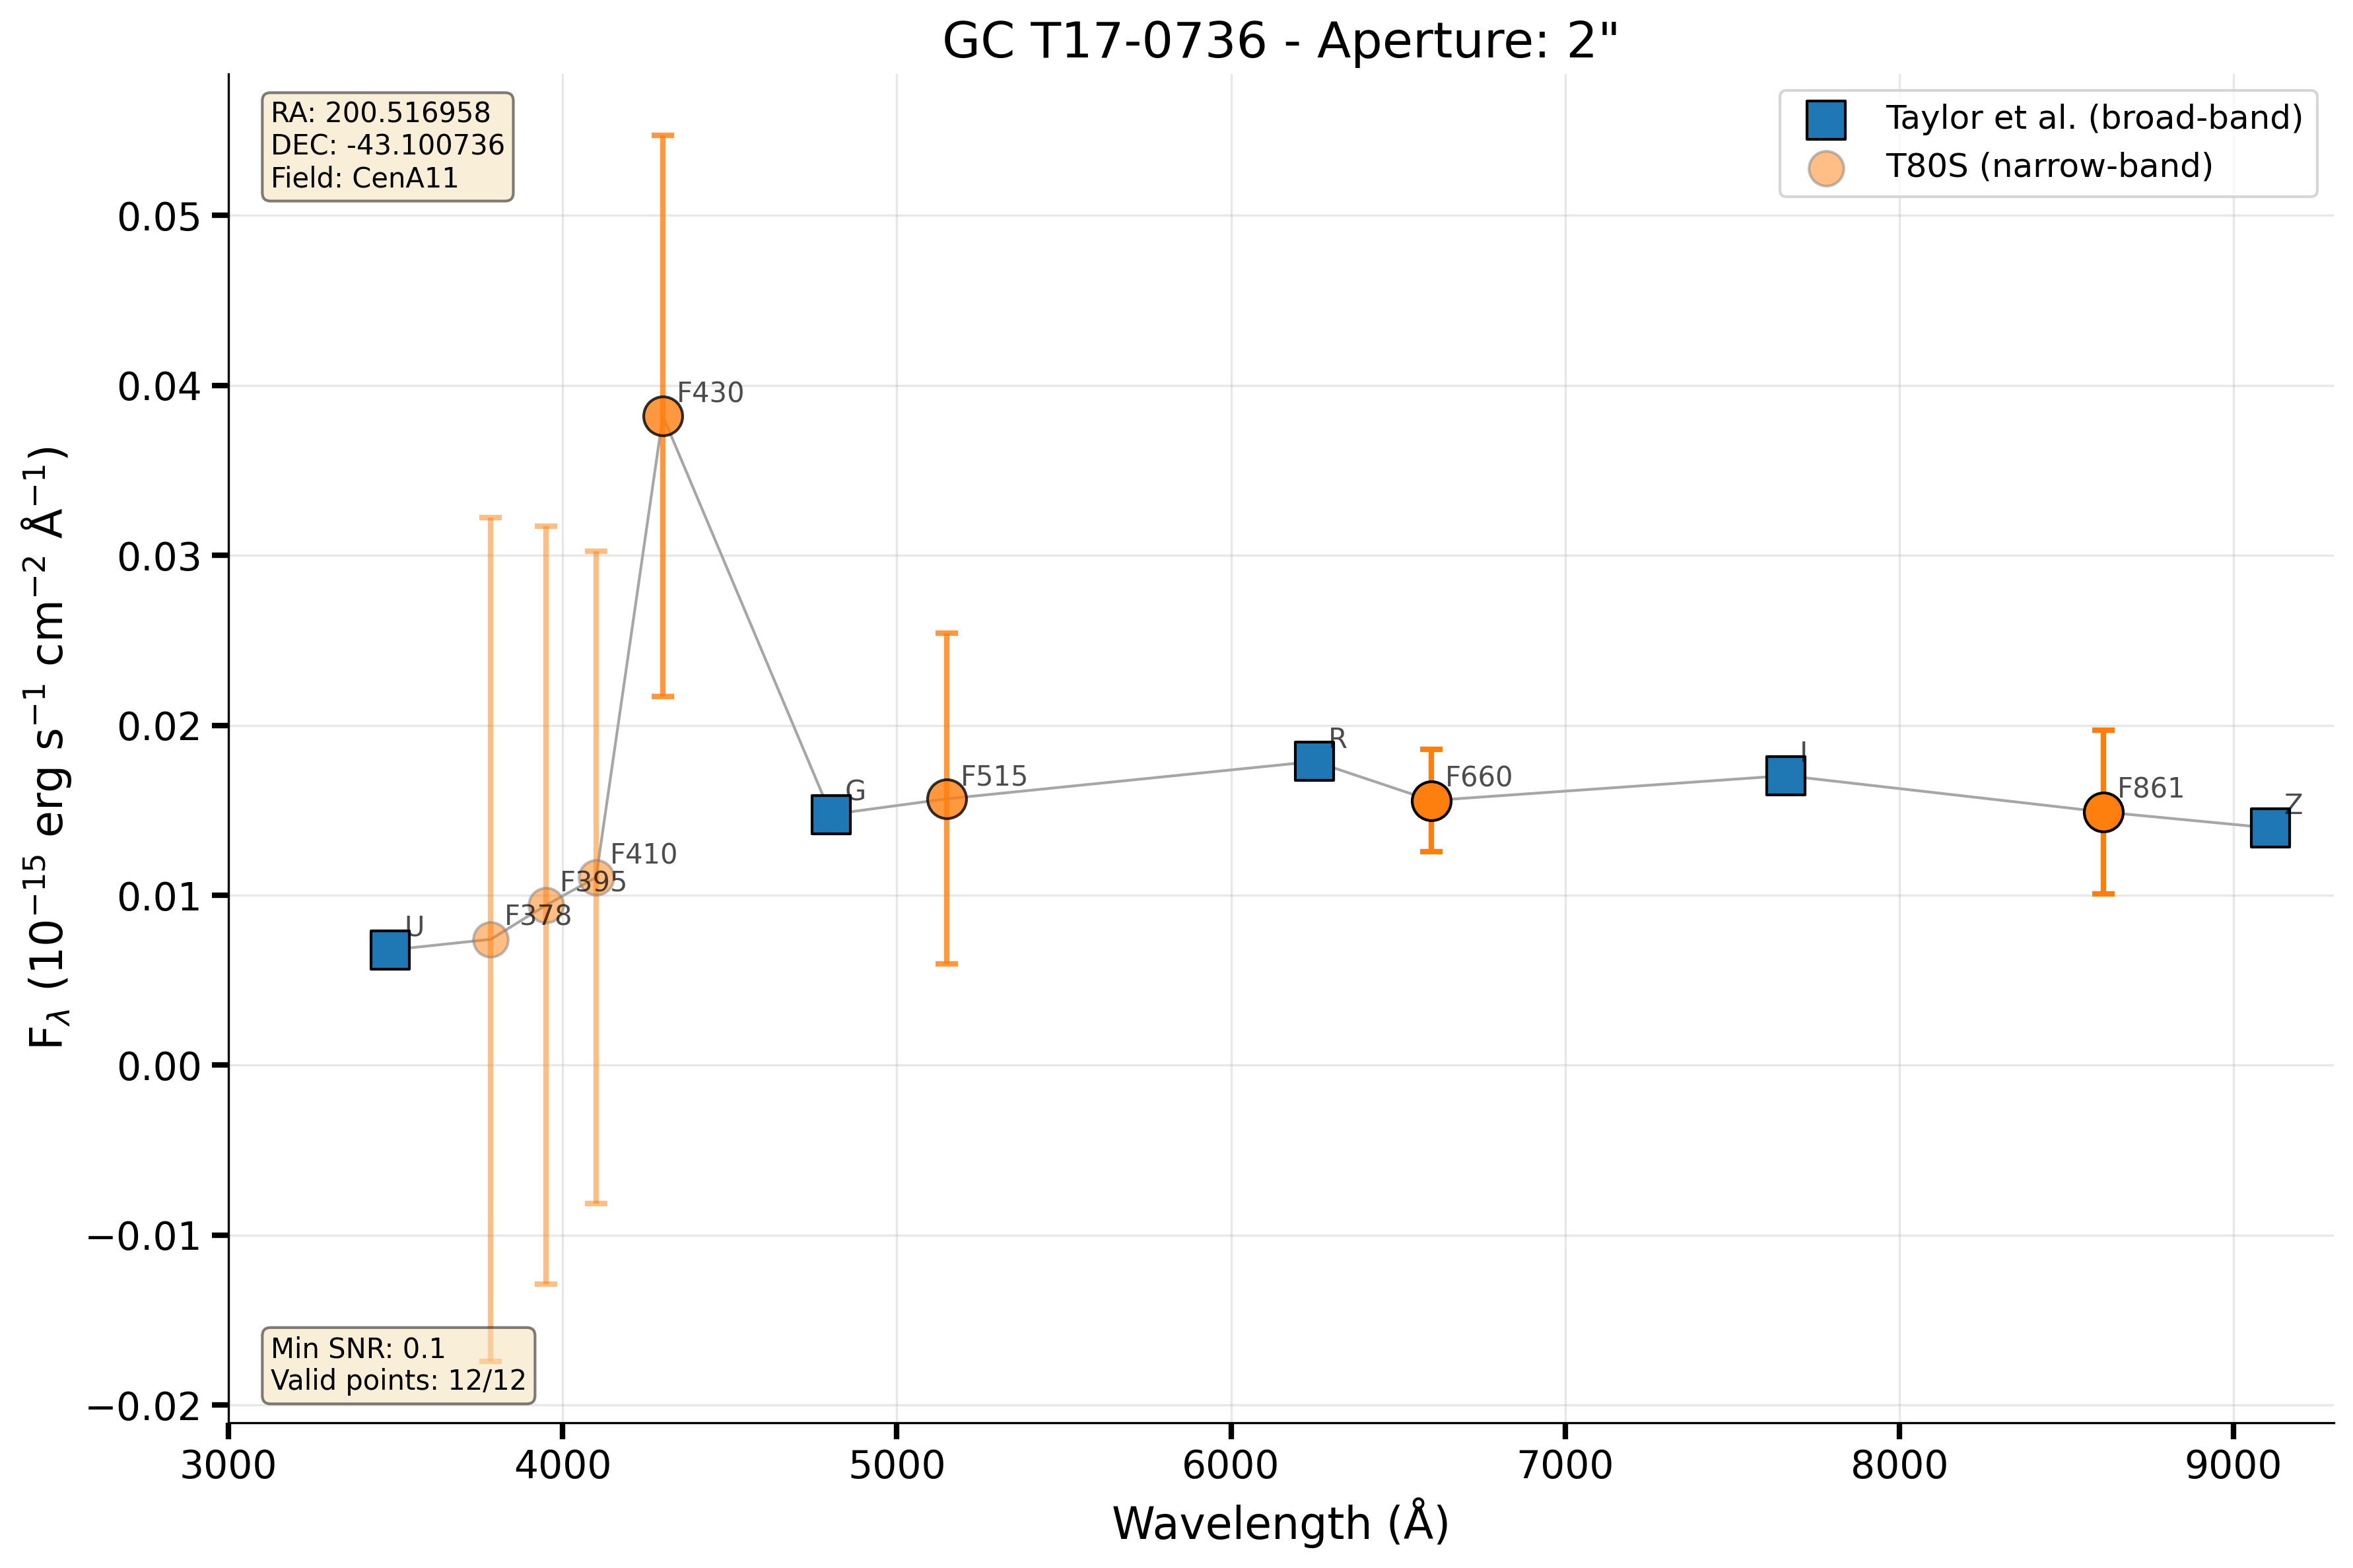 GC T17-0736 - Aperture: 2"
RA: 200.516958
DEC: -43.100736
Field: CenA11
Taylor et al. (broad-band)
T80S (narrow-band)
F_λ (10⁻¹⁵ erg s⁻¹ cm⁻² Å⁻¹)
0.05
0.04
0.03
0.02
0.01
0.00
−0.01
−0.02
U
F378
F395
F410
F430
G
F515
R
F660
I
F861
Z
Min SNR: 0.1
Valid points: 12/12
3000
4000
5000
6000
7000
8000
9000
Wavelength (Å)